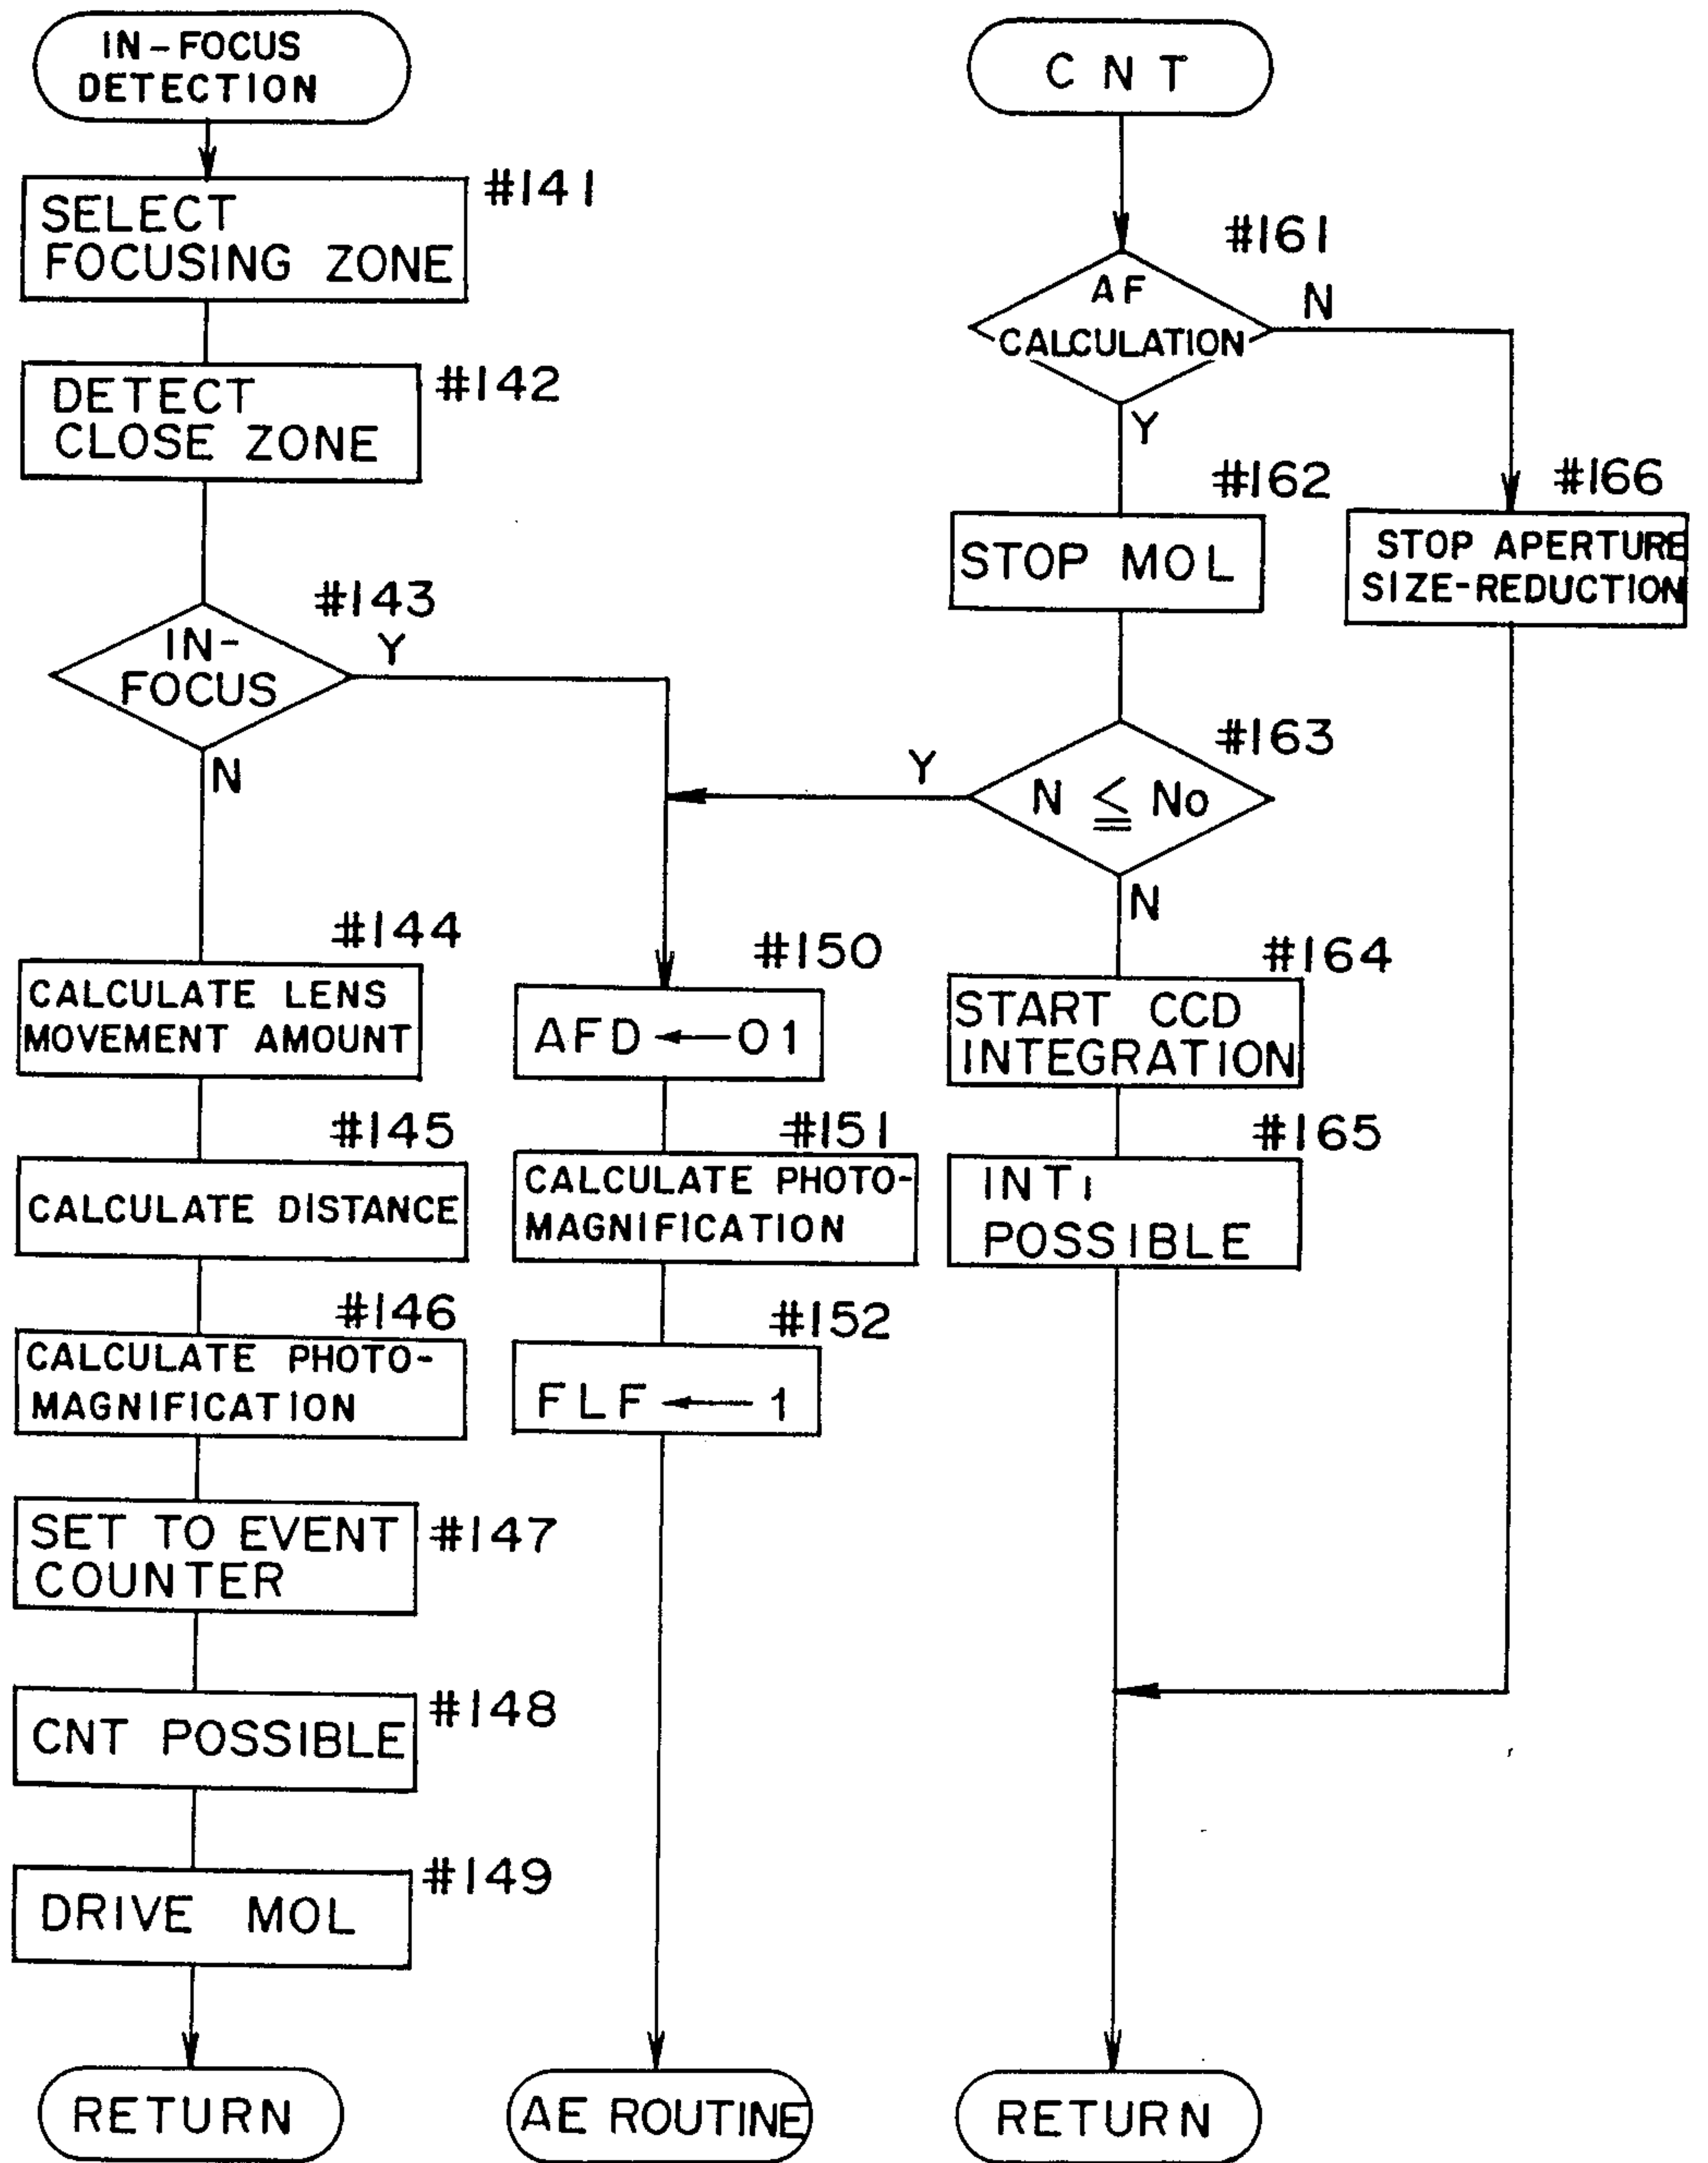 IN-FOCUS
DETECTION
#141
SELECT
FOCUSING ZONE
#142
DETECT
CLOSE ZONE
#143
IN-
FOCUS
Y
N
#144
CALCULATE LENS
MOVEMENT AMOUNT
#145
CALCULATE DISTANCE
#146
CALCULATE PHOTO-
MAGNIFICATION
SET TO EVENT
COUNTER
#147
CNT POSSIBLE
#148
#149
DRIVE MOL
RETURN
#150
AFD ← 01
#151
CALCULATE PHOTO-
MAGNIFICATION
#152
FLF ← 1
AE ROUTINE
CNT
#161
AF
CALCULATION
N
Y
#162
STOP MOL
#163
N ≦ No
Y
N
#164
START CCD
INTEGRATION
#165
INT1
POSSIBLE
#166
STOP APERTURE
SIZE-REDUCTION
RETURN